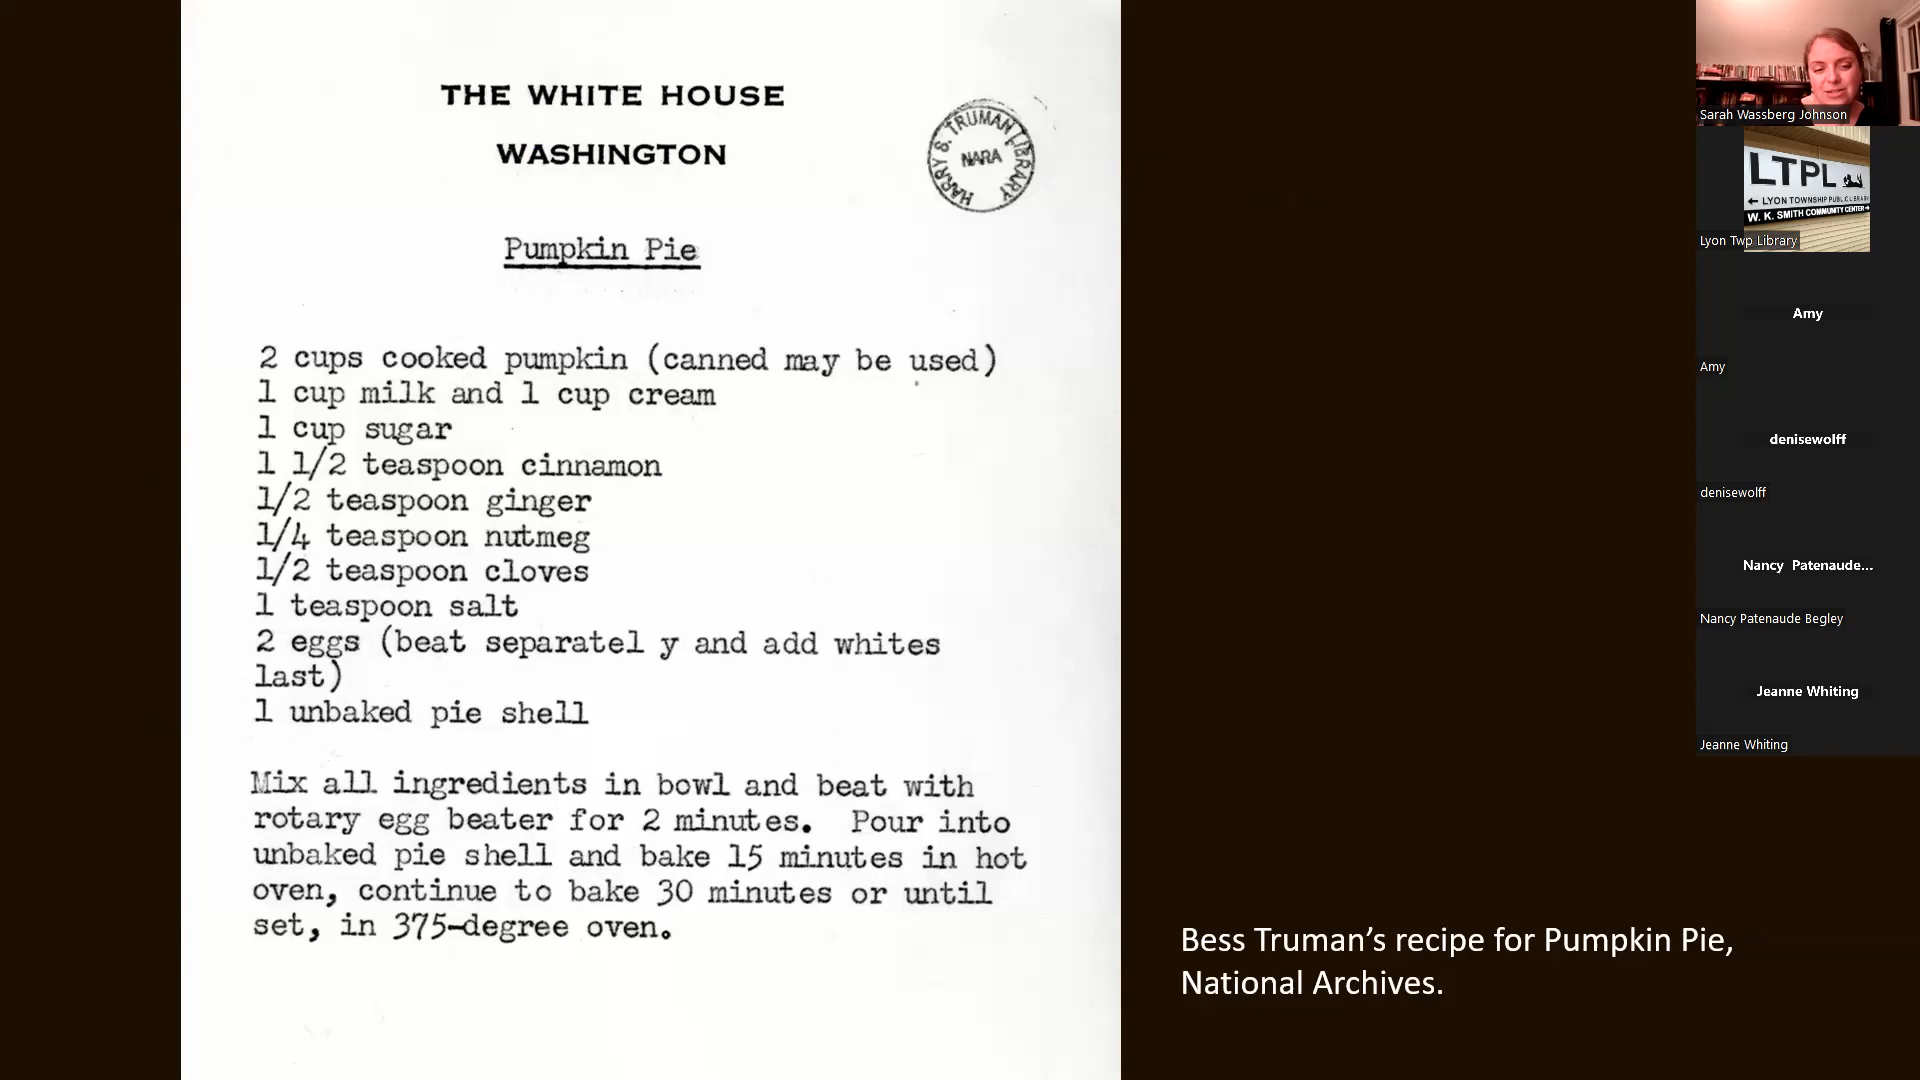 THE WHITE HOUSE
WASHINGTON
HARRY S. TRUMAN LIBRARY
NARA
Pumpkin Pie
2 cups cooked pumpkin (canned may be used)
1 cup milk and 1 cup cream
1 cup sugar
1 1/2 teaspoon cinnamon
1/2 teaspoon ginger
1/4 teaspoon nutmeg
1/2 teaspoon cloves
1 teaspoon salt
2 eggs (beat separatel y and add whites
last)
1 unbaked pie shell
Mix all ingredients in bowl and beat with
rotary egg beater for 2 minutes. Pour into
unbaked pie shell and bake 15 minutes in hot
oven, continue to bake 30 minutes or until
set, in 375-degree oven.
Bess Truman’s recipe for Pumpkin Pie,
National Archives.
Sarah Wassberg Johnson
LTPL
← LYON TOWNSHIP PUBLIC LIBRARY
W. K. SMITH COMMUNITY CENTER →
Lyon Twp Library
Amy
Amy
denisewolff
denisewolff
Nancy Patenaude...
Nancy Patenaude Begley
Jeanne Whiting
Jeanne Whiting